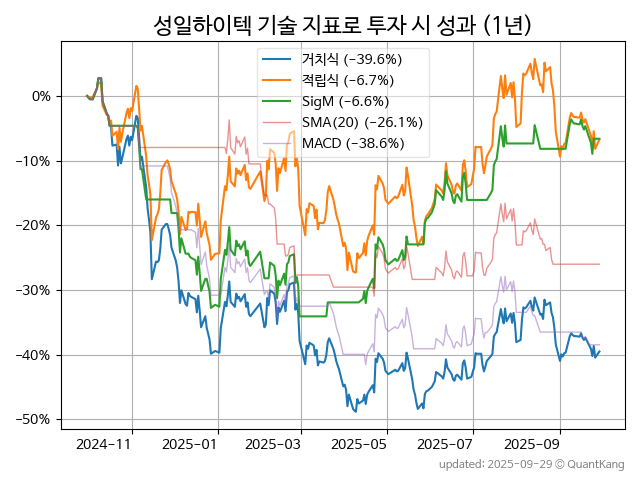 성일하이텍 기술 지표로 투자 시 성과 (1년)
거치식 (−39.6%)
적립식 (−6.7%)
SigM (−6.6%)
SMA(20) (−26.1%)
MACD (−38.6%)
0%
−10%
−20%
−30%
−40%
−50%
2024−11 2025−01 2025−03 2025−05 2025−07 2025−09
updated: 2025−09−29 © QuantKang